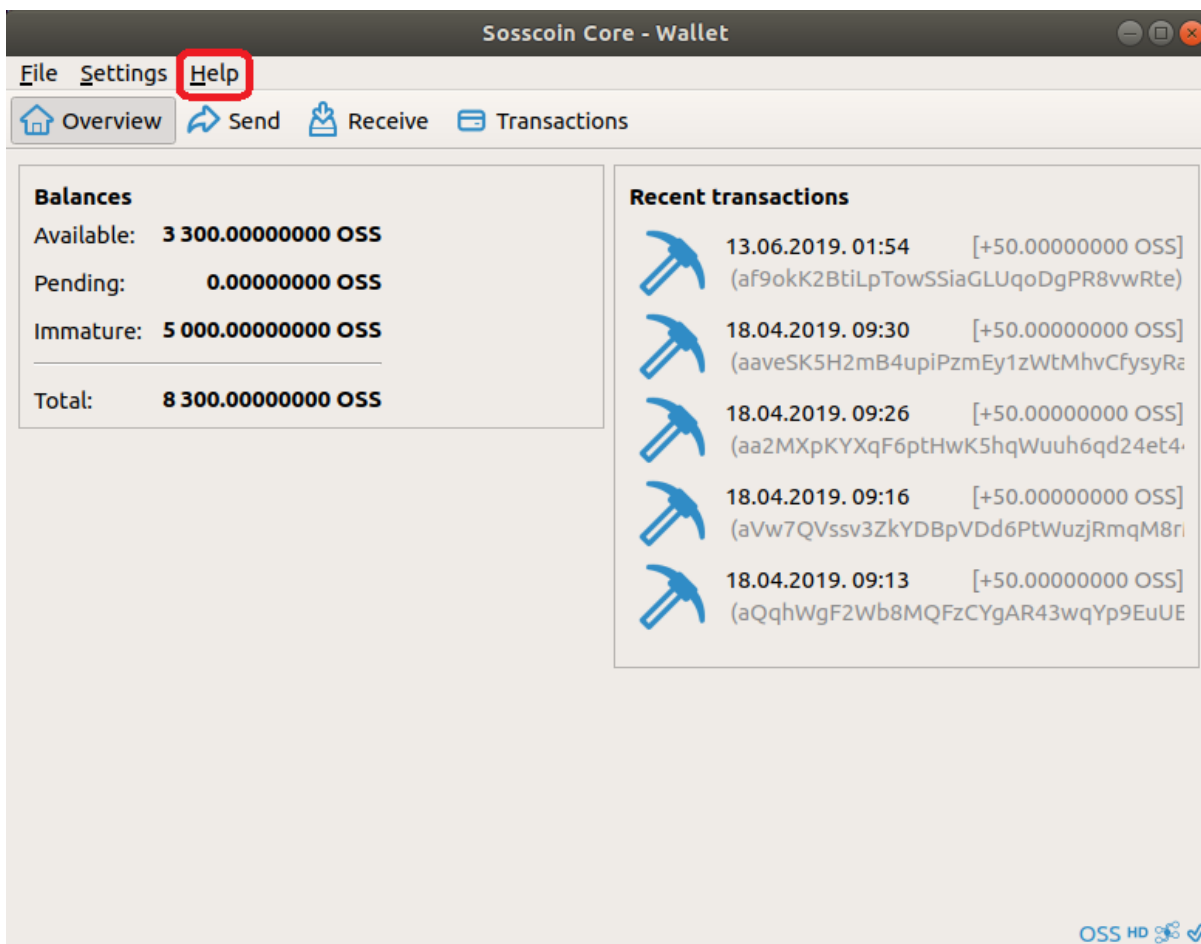 Sosscoin Core - Wallet
File Settings Help
Overview Send Receive Transactions
Balances
Available: 3 300.00000000 OSS
Pending: 0.00000000 OSS
Immature: 5 000.00000000 OSS
Total: 8 300.00000000 OSS
Recent transactions
13.06.2019. 01:54 [+50.00000000 OSS]
(af9okK2BtiLpTowSSiaGLUqoDgPR8vwRte)
18.04.2019. 09:30 [+50.00000000 OSS]
(aaveSK5H2mB4upiPzmEy1zWtMhvCfysyRa
18.04.2019. 09:26 [+50.00000000 OSS]
(aa2MXpKYXqF6ptHwK5hqWuuh6qd24et4
18.04.2019. 09:16 [+50.00000000 OSS]
(aVw7QVssv3ZkYDBpVDd6PtWuzjRmqM8r
18.04.2019. 09:13 [+50.00000000 OSS]
(aQqhWgF2Wb8MQFzCYgAR43wqYp9EuUE
OSS HD